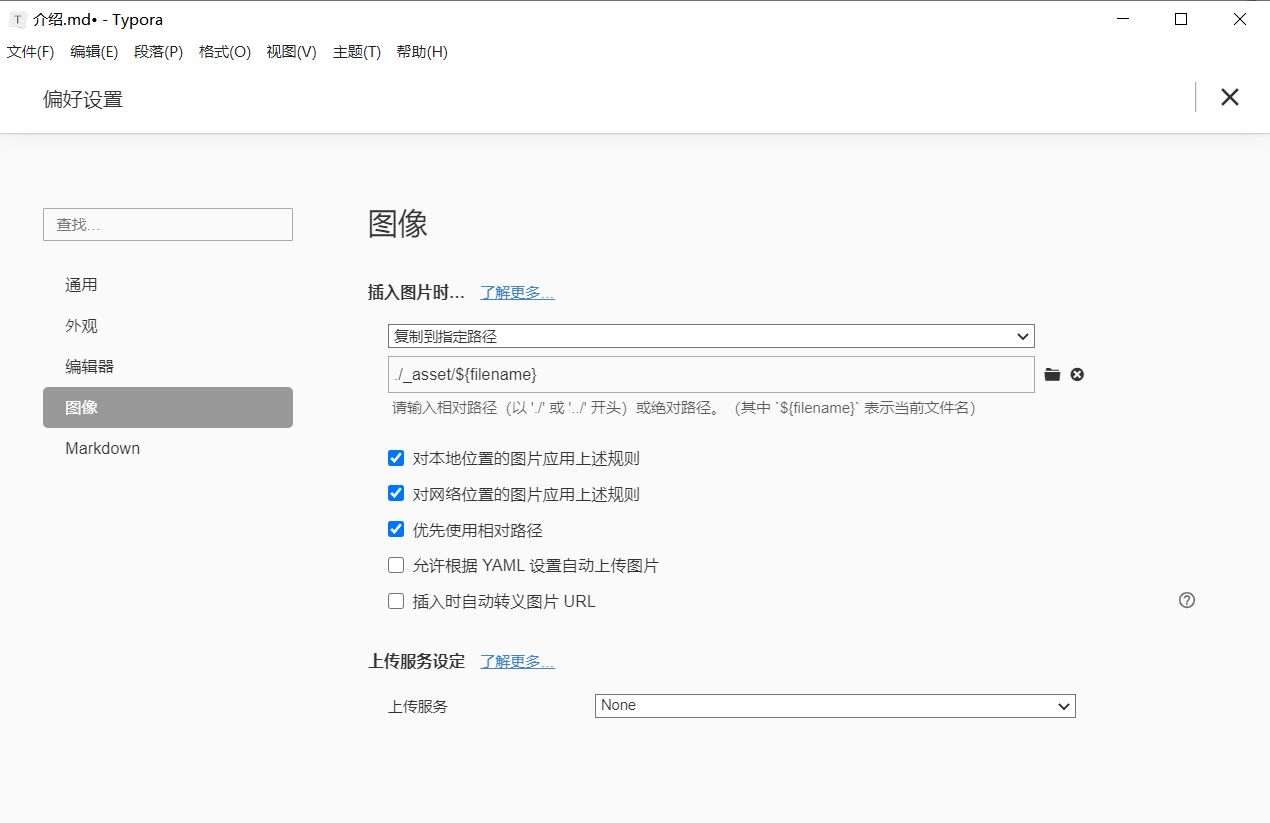 T 介绍.md• - Typora
文件(F) 编辑(E) 段落(P) 格式(O) 视图(V) 主题(T) 帮助(H)
偏好设置
查找...
通用
外观
编辑器
图像
Markdown
图像
插入图片时... 了解更多...
复制到指定路径
./_asset/${filename}
请输入相对路径（以 './' 或 '../' 开头）或绝对路径。（其中 `${filename}` 表示当前文件名）
对本地位置的图片应用上述规则
对网络位置的图片应用上述规则
优先使用相对路径
允许根据 YAML 设置自动上传图片
插入时自动转义图片 URL
上传服务设定 了解更多...
上传服务 None